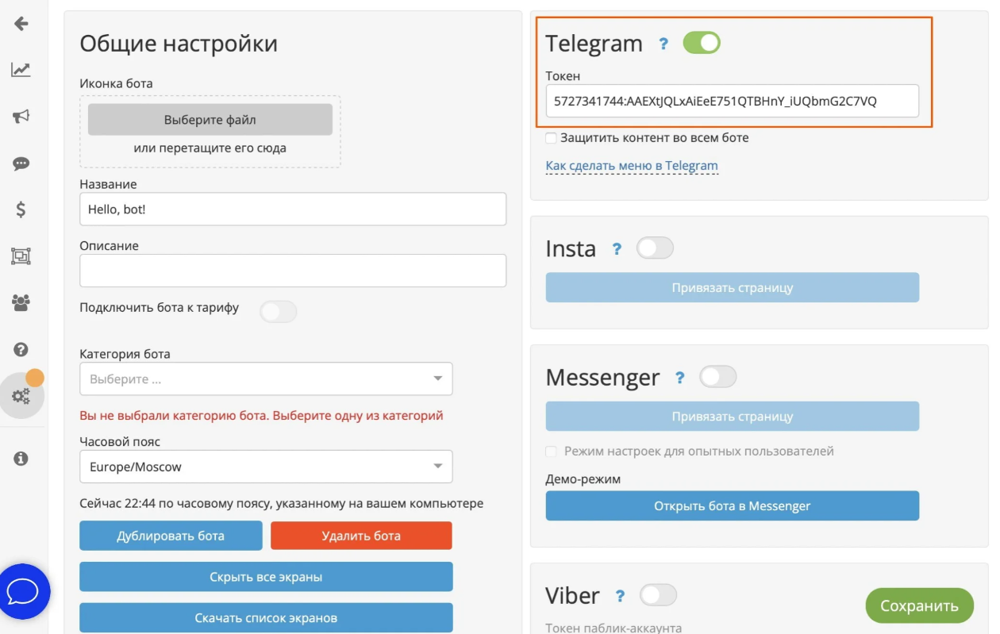 Общие настройки
Иконка бота
Выберите файл
или перетащите его сюда
Название
Hello, bot!
Описание
Подключить бота к тарифу
Категория бота
Выберите ...
Вы не выбрали категорию бота. Выберите одну из категорий
Часовой пояс
Europe/Moscow
Сейчас 22:44 по часовому поясу, указанному на вашем компьютере
Дублировать бота
Удалить бота
Скрыть все экраны
Скачать список экранов
Telegram ?
Токен
5727341744:AAEXtJQLxAiEeE751QTBHnY_iUQbmG2C7VQ
Защитить контент во всем боте
Как сделать меню в Telegram
Insta ?
Привязать страницу
Messenger ?
Привязать страницу
Режим настроек для опытных пользователей
Демо-режим
Открыть бота в Messenger
Viber ?
Токен паблик-аккаунта
Сохранить